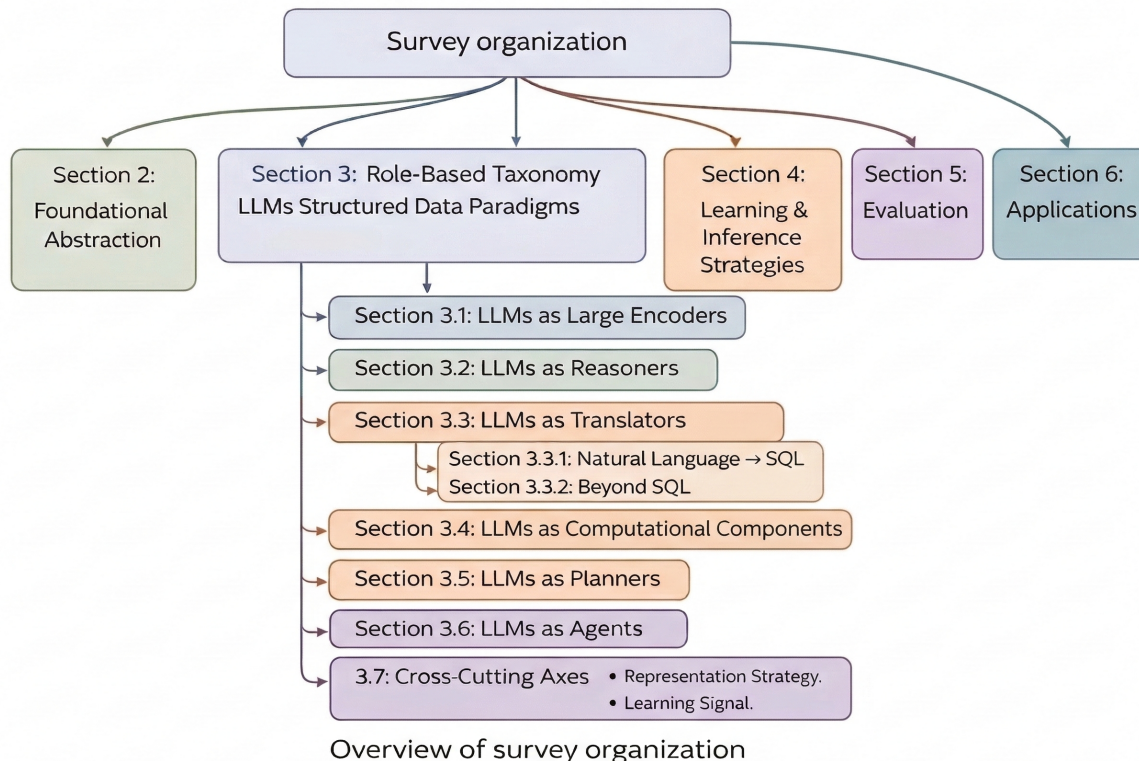 Survey organization
Section 2:
Foundational
Abstraction
Section 3: Role-Based Taxonomy
LLMs Structured Data Paradigms
Section 4:
Learning &
Inference
Strategies
Section 5:
Evaluation
Section 6:
Applications
Section 3.1: LLMs as Large Encoders
Section 3.2: LLMs as Reasoners
Section 3.3: LLMs as Translators
Section 3.3.1: Natural Language → SQL
Section 3.3.2: Beyond SQL
Section 3.4: LLMs as Computational Components
Section 3.5: LLMs as Planners
Section 3.6: LLMs as Agents
3.7: Cross-Cutting Axes • Representation Strategy.
• Learning Signal.
Overview of survey organization